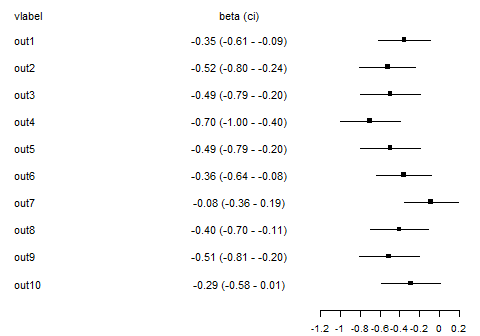 vlabel beta (ci)
out1 -0.35 (-0.61 - -0.09)
out2 -0.52 (-0.80 - -0.24)
out3 -0.49 (-0.79 - -0.20)
out4 -0.70 (-1.00 - -0.40)
out5 -0.49 (-0.79 - -0.20)
out6 -0.36 (-0.64 - -0.08)
out7 -0.08 (-0.36 - 0.19)
out8 -0.40 (-0.70 - -0.11)
out9 -0.51 (-0.81 - -0.20)
out10 -0.29 (-0.58 - 0.01)
-1.2 -1 -0.8 -0.6 -0.4 -0.2 0 0.2